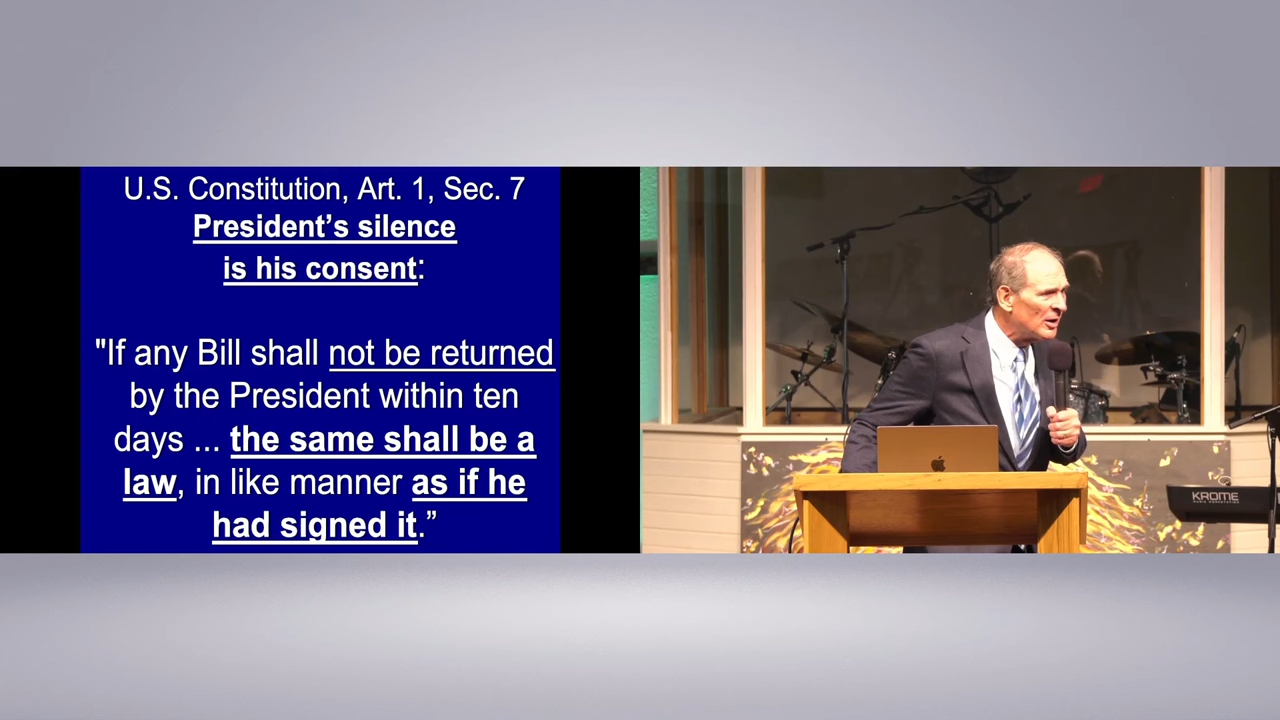 U.S. Constitution, Art. 1, Sec. 7
President’s silence
is his consent:
"If any Bill shall not be returned
by the President within ten
days ... the same shall be a
law, in like manner as if he
had signed it.”
KROME